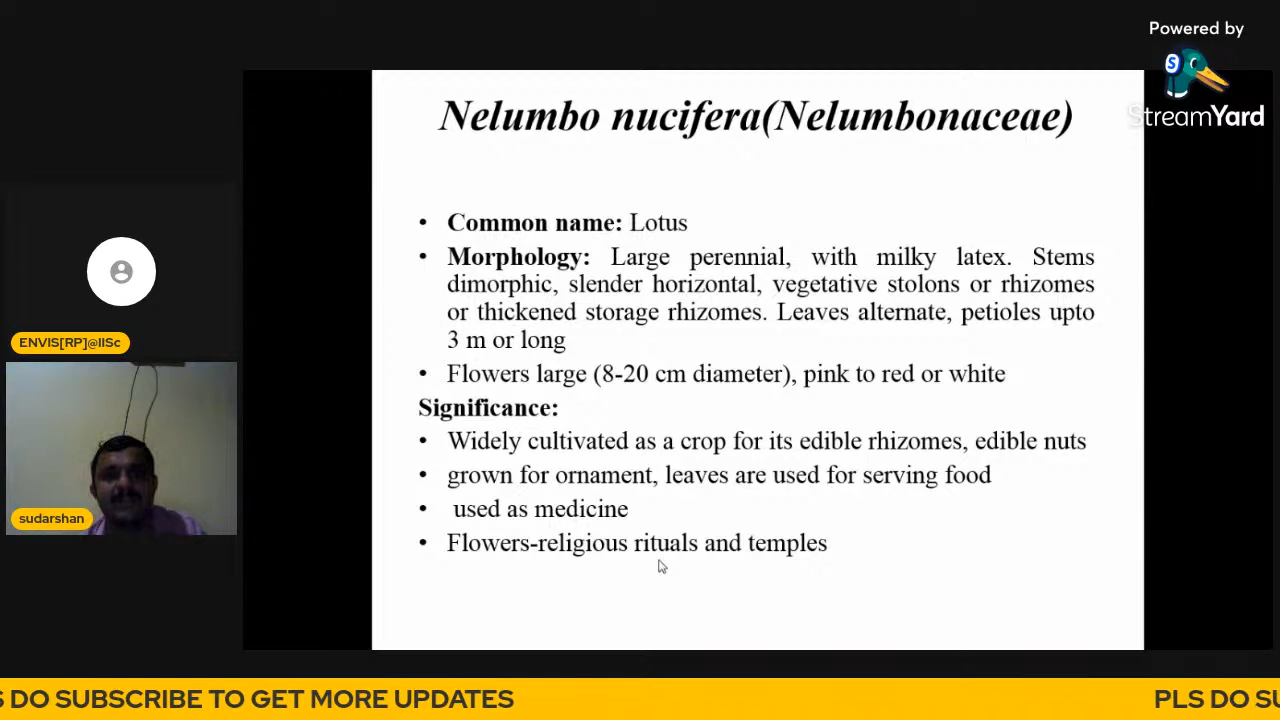 Powered by
StreamYard
Nelumbo nucifera(Nelumbonaceae)
• Common name: Lotus
• Morphology: Large perennial, with milky latex. Stems
dimorphic, slender horizontal, vegetative stolons or rhizomes
or thickened storage rhizomes. Leaves alternate, petioles upto
3 m or long
• Flowers large (8-20 cm diameter), pink to red or white
Significance:
• Widely cultivated as a crop for its edible rhizomes, edible nuts
• grown for ornament, leaves are used for serving food
• used as medicine
• Flowers-religious rituals and temples
ENVIS[RP]@IISc
sudarshan
S DO SUBSCRIBE TO GET MORE UPDATES
PLS DO SU